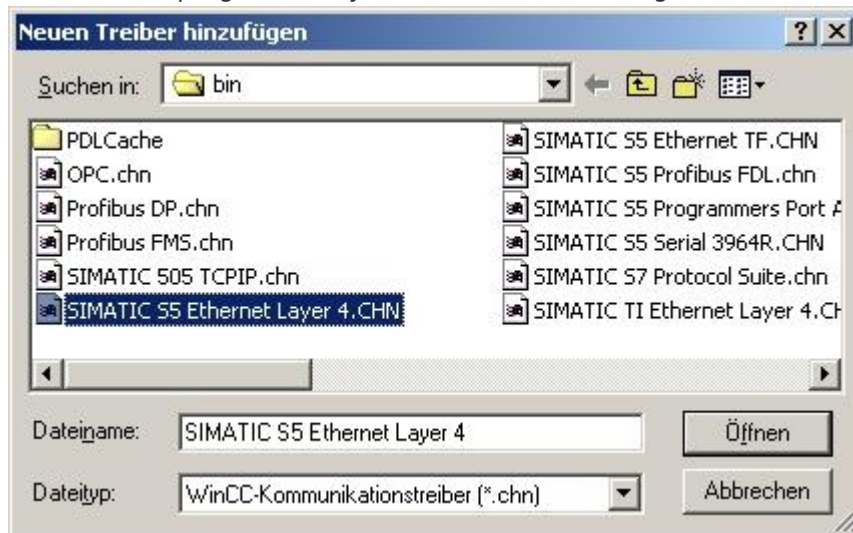 Neuen Treiber hinzufügen
Suchen in: bin
PDLCache
OPC.chn
Profibus DP.chn
Profibus FMS.chn
SIMATIC 505 TCPIP.chn
SIMATIC S5 Ethernet Layer 4.CHN
SIMATIC S5 Ethernet TF.CHN
SIMATIC S5 Profibus FDL.chn
SIMATIC S5 Programmers Port A
SIMATIC S5 Serial 3964R.CHN
SIMATIC S7 Protocol Suite.chn
SIMATIC TI Ethernet Layer 4.CH
Dateiname: SIMATIC S5 Ethernet Layer 4 Öffnen
Dateityp: WinCC-Kommunikationstreiber (*.chn) Abbrechen